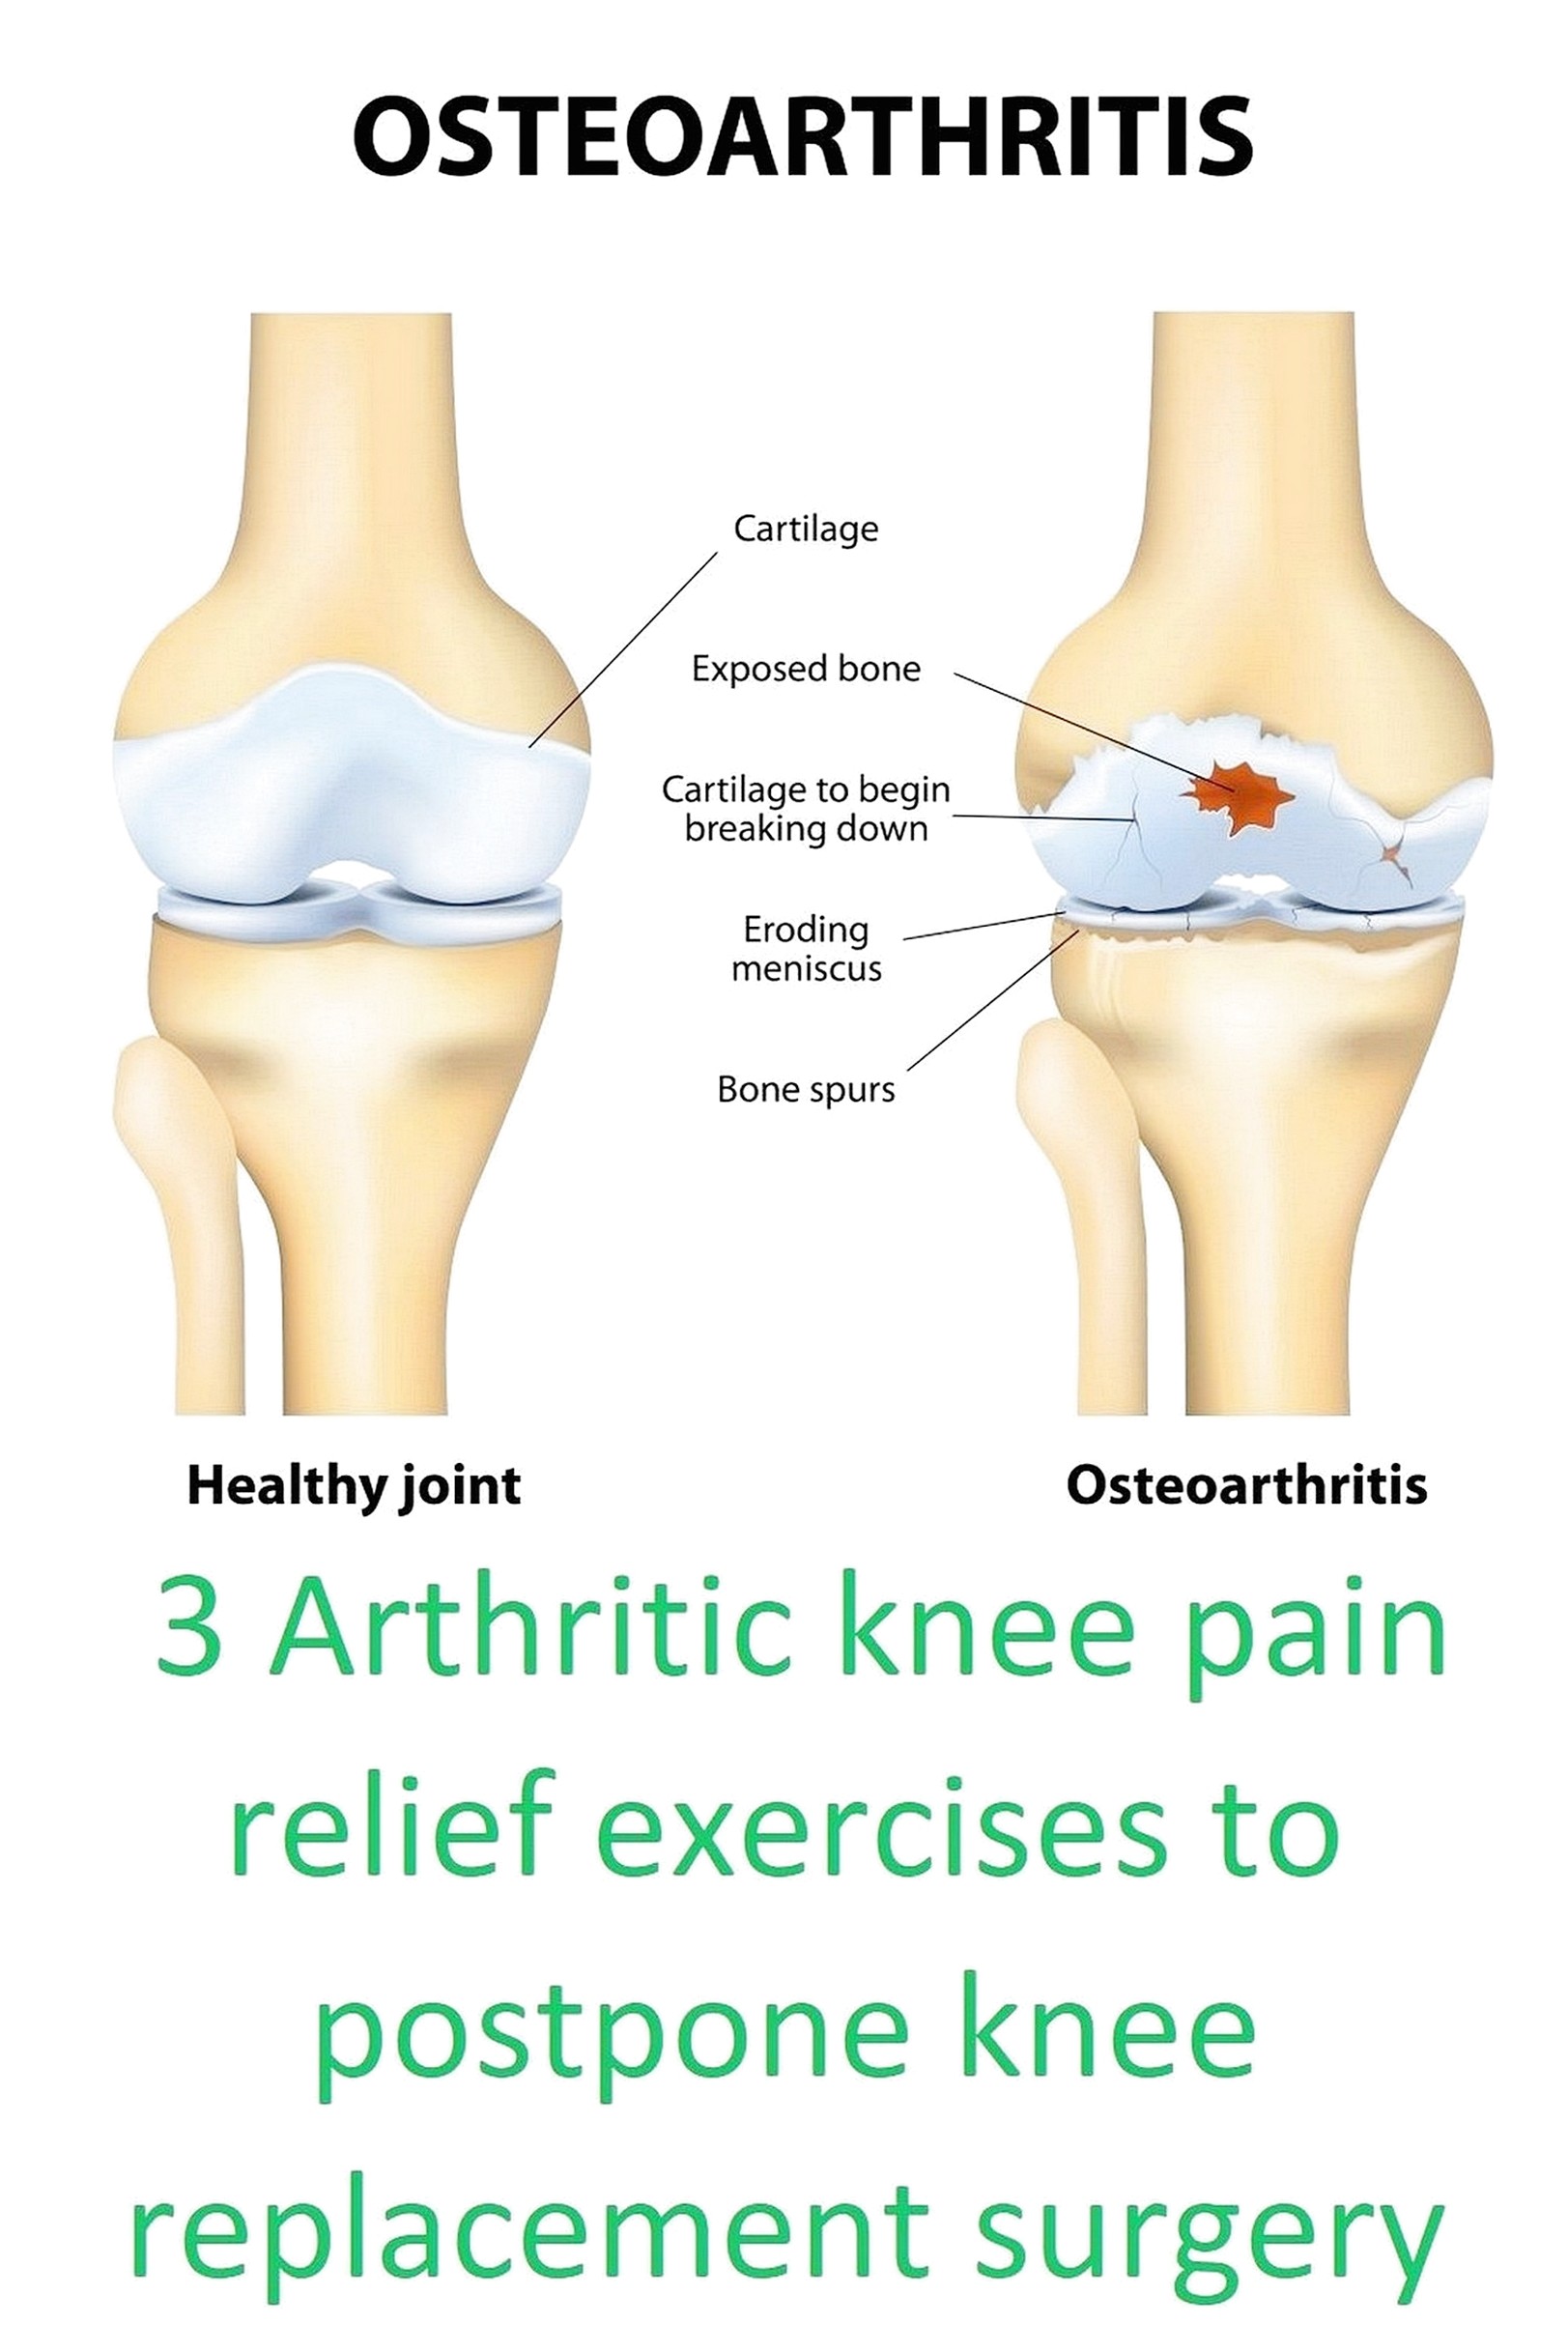 OSTEOARTHRITIS
Cartilage
Exposed bone
Cartilage to begin
breaking down
Eroding
meniscus
Bone spurs
Healthy joint
Osteoarthritis
3 Arthritic knee pain
relief exercises to
postpone knee
replacement surgery